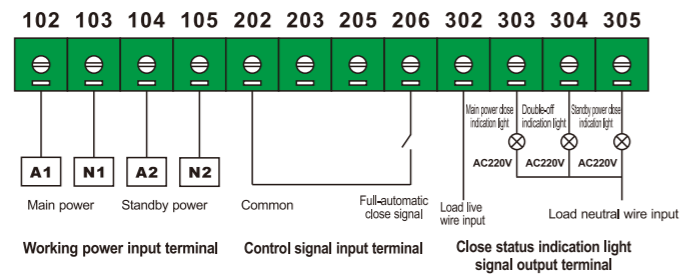 102 103 104 105 202 203 205 206 302 303 304 305
Main power close indication light
Double-off indication light
Standby power close indication light
AC220V AC220V AC220V
A1 N1 A2 N2
Main power Standby power Common
Full-automatic
close signal
Load live
wire input
Load neutral wire input
Working power input terminal
Control signal input terminal
Close status indication light
signal output terminal